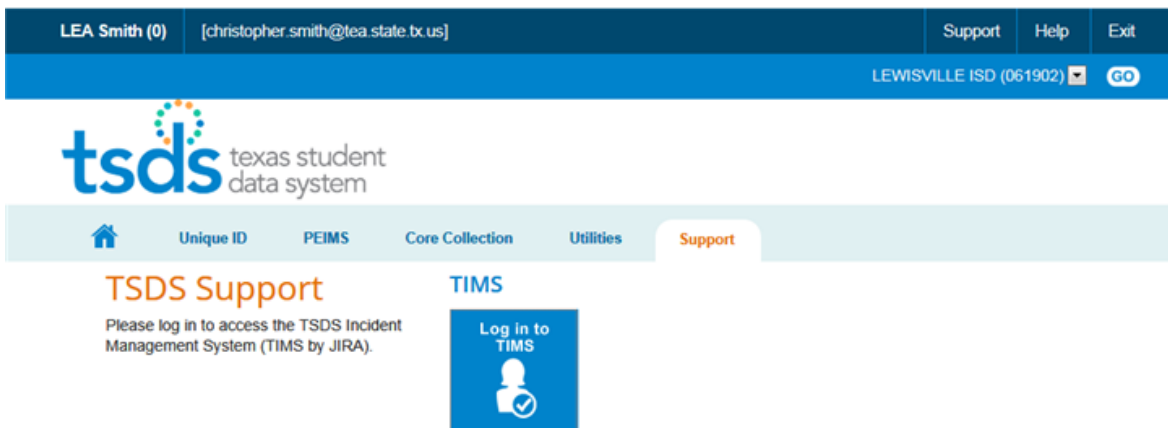 LEA Smith (0) [christopher.smith@tea.state.tx.us] Support Help Exit
LEWISVILLE ISD (061902) GO
tsds texas student
data system
Unique ID PEIMS Core Collection Utilities Support
TSDS Support
Please log in to access the TSDS Incident
Management System (TIMS by JIRA).
TIMS
Log in to
TIMS